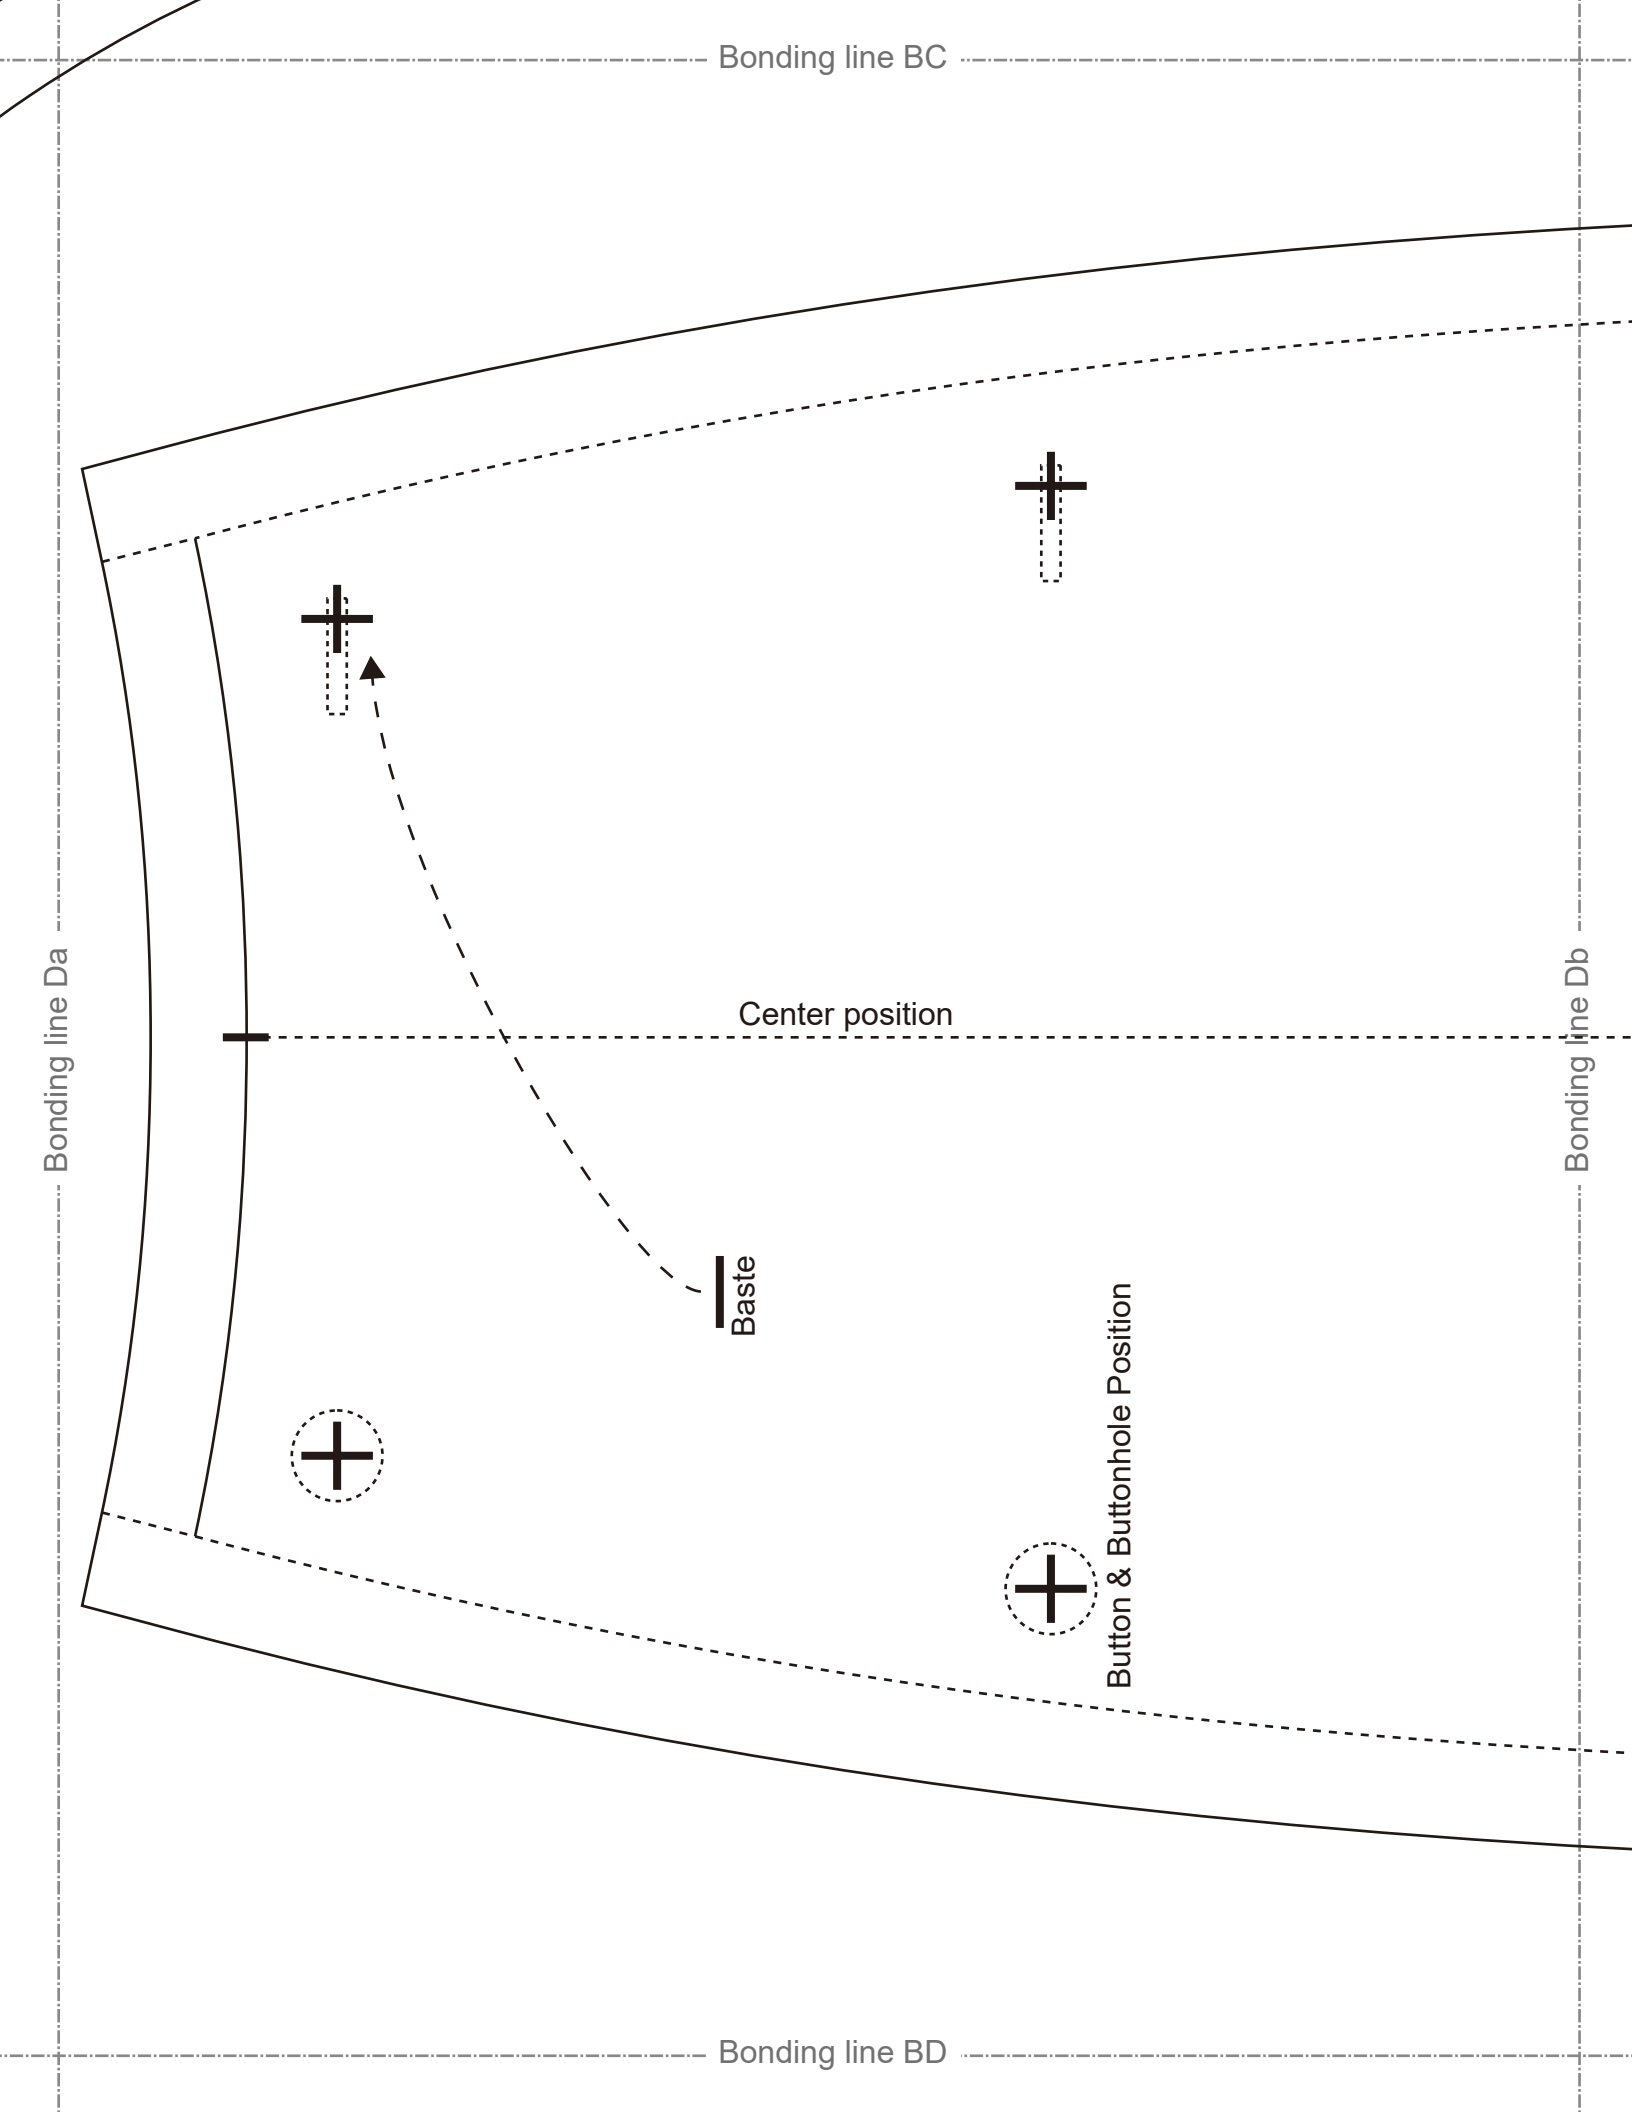 Bonding line BC
Bonding line Da
Center position
Bonding line Db
Baste
Button & Buttonhole Position
Bonding line BD